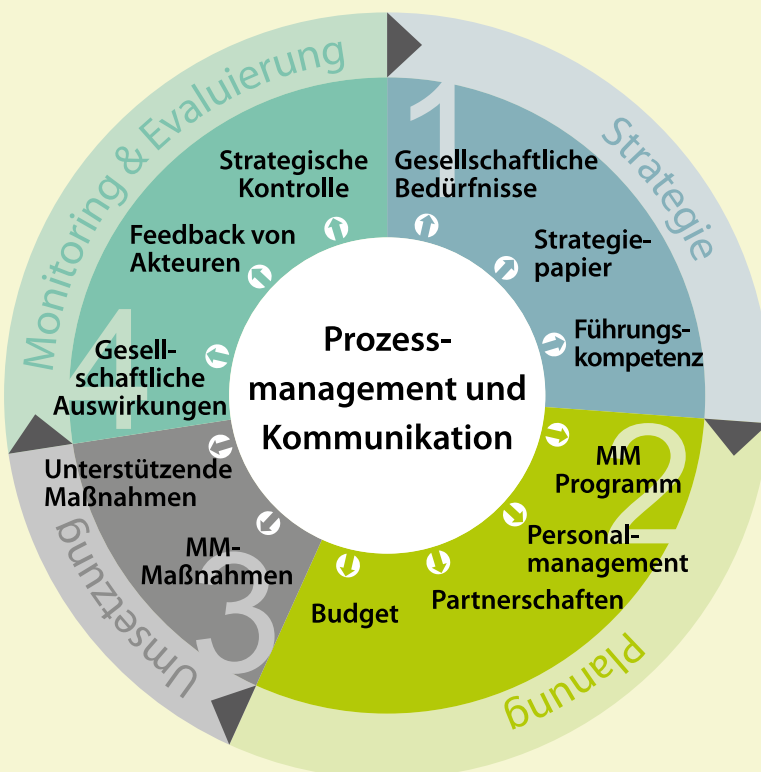 Prozess-
management und
Kommunikation
1
Strategie
Gesellschaftliche
Bedürfnisse
Strategie-
papier
Führungs-
kompetenz
2
Planung
MM
Programm
Personal-
management
Partnerschaften
Budget
3
Umsetzung
MM-
Maßnahmen
Unterstützende
Maßnahmen
4
Monitoring & Evaluierung
Gesell-
schaftliche
Auswirkungen
Feedback von
Akteuren
Strategische
Kontrolle